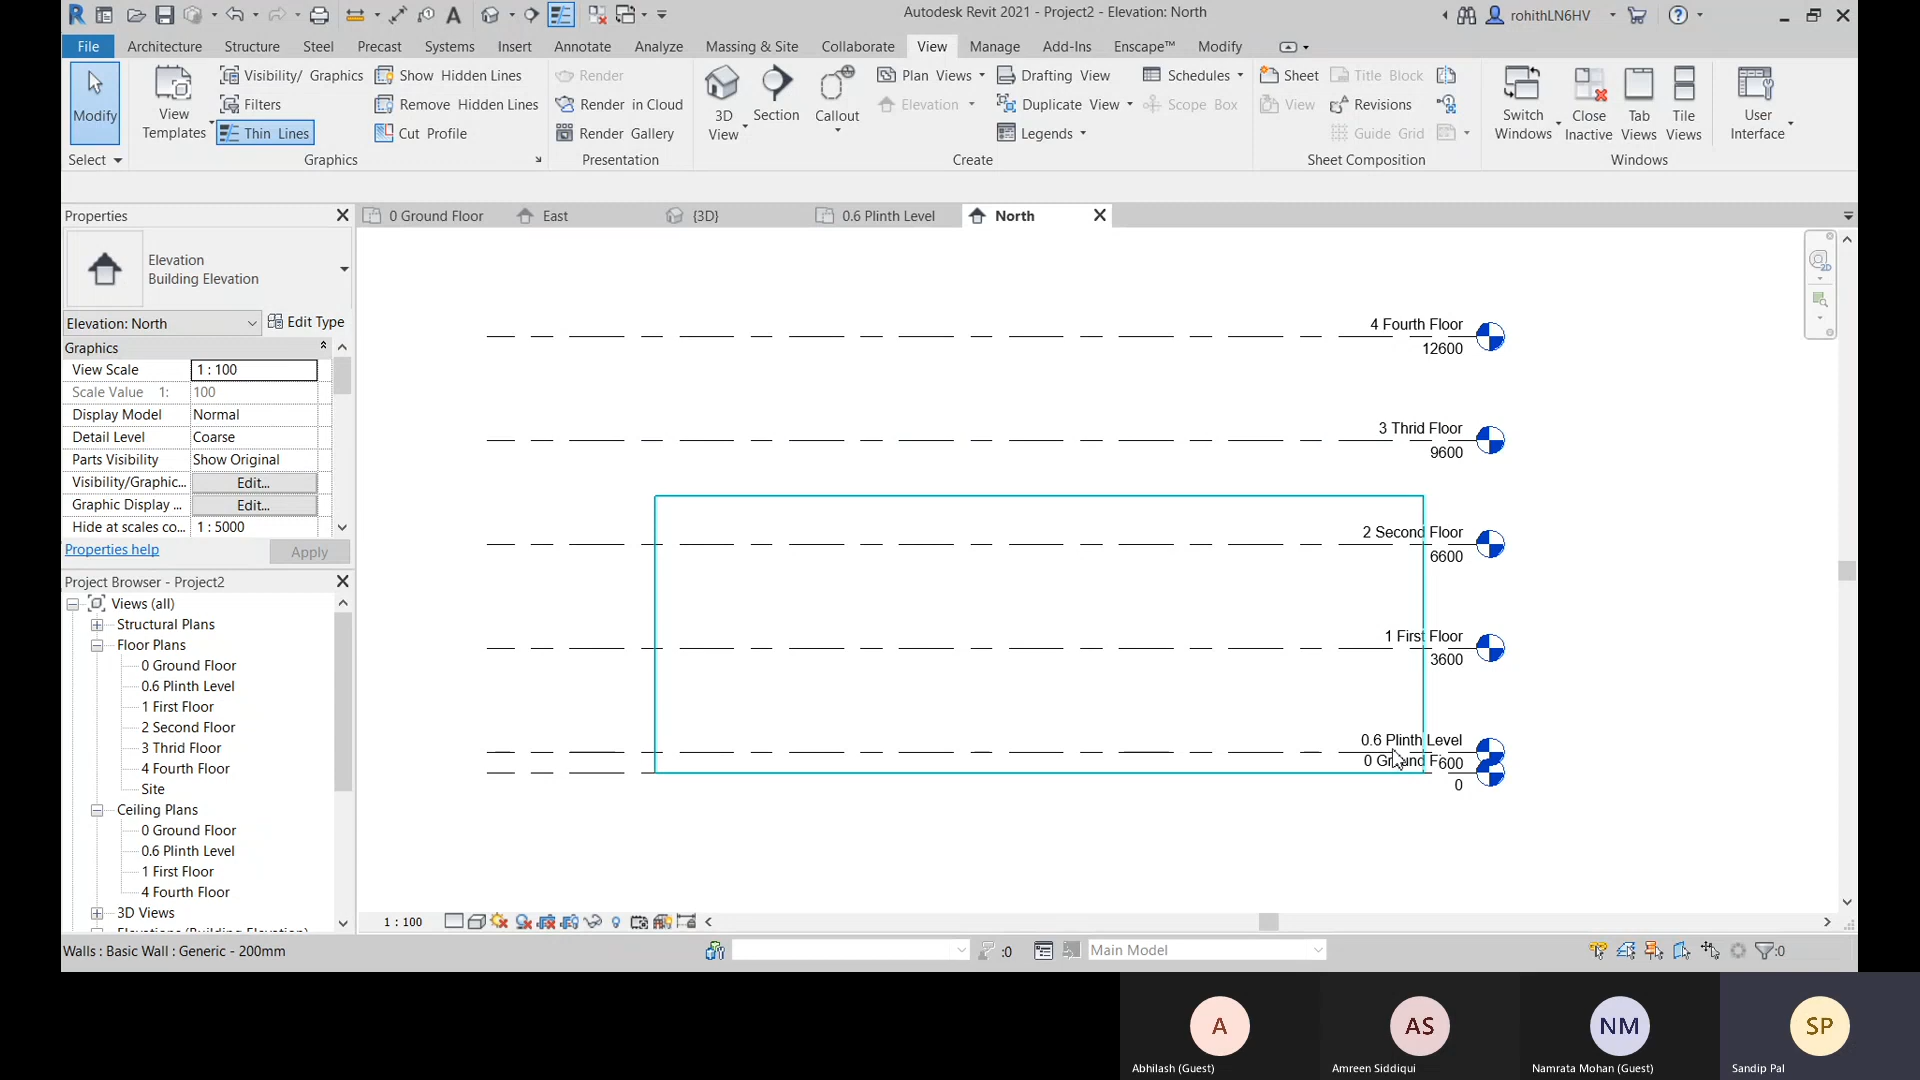 Autodesk Revit 2021 - Project2 - Elevation: North
rohithLN6HV
File Architecture Structure Steel Precast Systems Insert Annotate Analyze Massing & Site Collaborate View Manage Add-Ins Enscape™ Modify
Modify
Select
View Templates
Visibility/ Graphics
Filters
Thin Lines
Show Hidden Lines
Remove Hidden Lines
Cut Profile
Graphics
Render
Render in Cloud
Render Gallery
Presentation
3D View
Section
Callout
Plan Views
Elevation
Drafting View
Duplicate View
Legends
Schedules
Scope Box
Create
Sheet
View
Title Block
Revisions
Guide Grid
Sheet Composition
Switch Windows
Close Inactive
Tab Views
Tile Views
User Interface
Windows
Properties
0 Ground Floor
East
{3D}
0.6 Plinth Level
North
Elevation
Building Elevation
Elevation: North
Edit Type
Graphics
View Scale 1 : 100
Scale Value 1: 100
Display Model Normal
Detail Level Coarse
Parts Visibility Show Original
Visibility/Graphic... Edit...
Graphic Display ... Edit...
Hide at scales co... 1 : 5000
Properties help
Apply
Project Browser - Project2
Views (all)
Structural Plans
Floor Plans
0 Ground Floor
0.6 Plinth Level
1 First Floor
2 Second Floor
3 Thrid Floor
4 Fourth Floor
Site
Ceiling Plans
0 Ground Floor
0.6 Plinth Level
1 First Floor
4 Fourth Floor
3D Views
4 Fourth Floor
12600
3 Thrid Floor
9600
2 Second Floor
6600
1 First Floor
3600
0.6 Plinth Level
0 Ground F
600
0
1 : 100
Walls : Basic Wall : Generic - 200mm
:0
Main Model
:0
A
Abhilash (Guest)
AS
Amreen Siddiqui
NM
Namrata Mohan (Guest)
SP
Sandip Pal